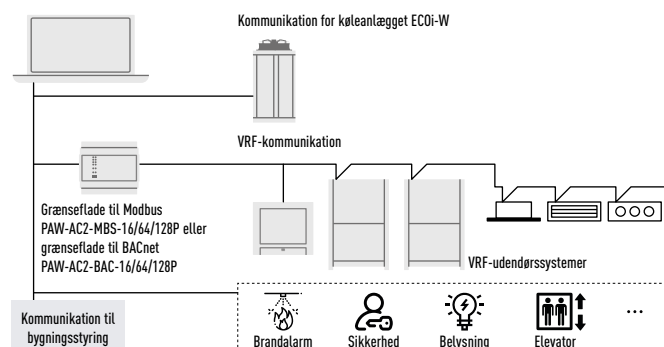 Kommunikation for køleanlægget ECOi-W
VRF-kommunikation
Grænseflade til Modbus
PAW-AC2-MBS-16/64/128P eller
grænseflade til BACnet
PAW-AC2-BAC-16/64/128P
VRF-udendørssystemer
Kommunikation til
bygningsstyring
Brandalarm
Sikkerhed
Belysning
Elevator
...